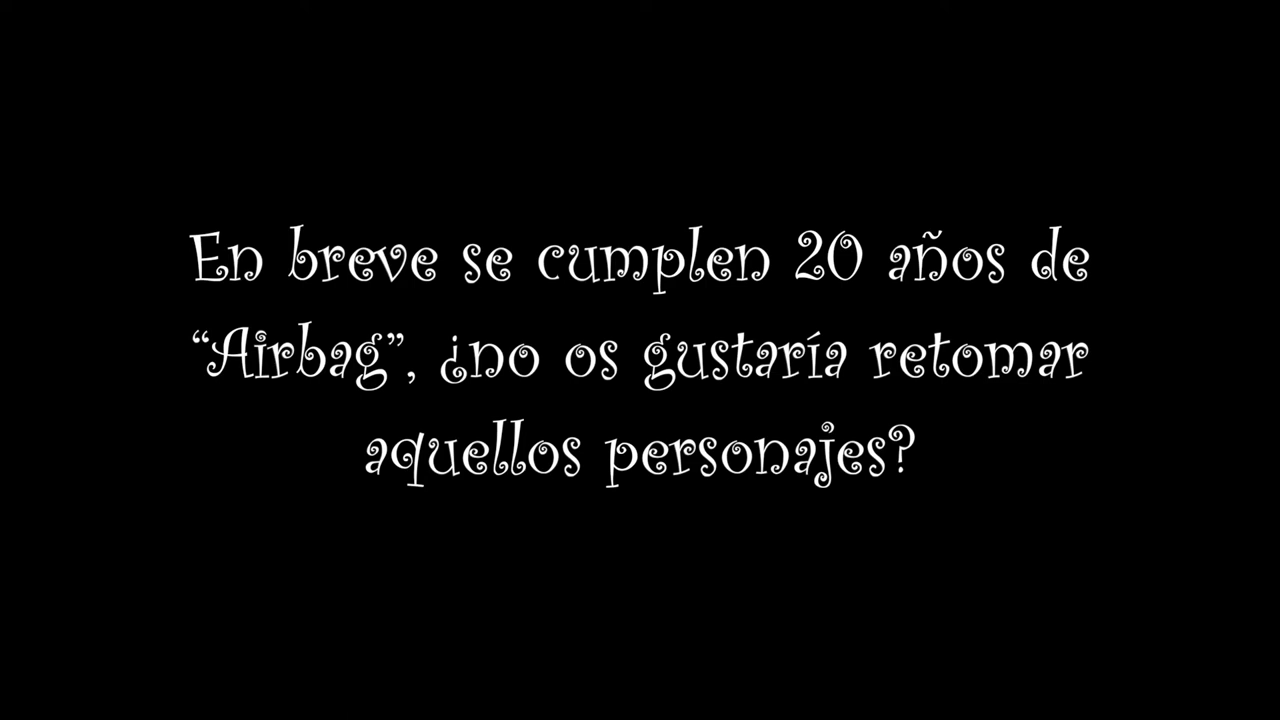 En breve se cumplen 20 años de
“Airbag”, ¿no os gustaría retomar
aquellos personajes?